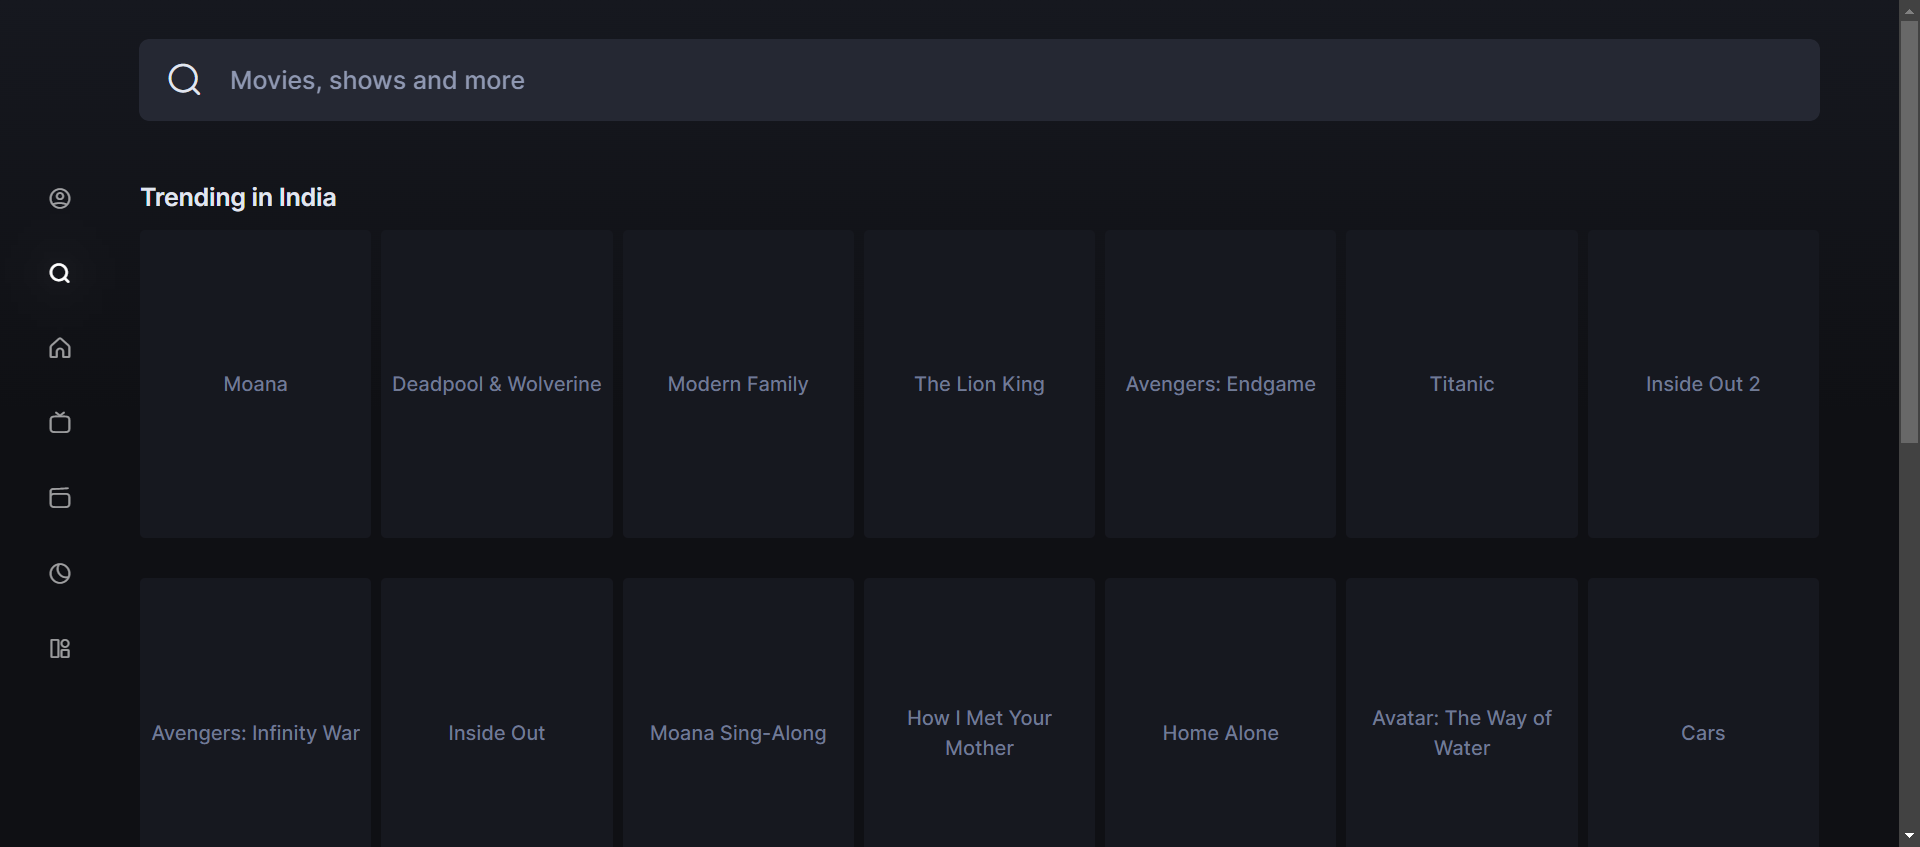 Movies, shows and more
Trending in India
Moana
Deadpool & Wolverine
Modern Family
The Lion King
Avengers: Endgame
Titanic
Inside Out 2
Avengers: Infinity War
Inside Out
Moana Sing-Along
How I Met Your
Mother
Home Alone
Avatar: The Way of
Water
Cars